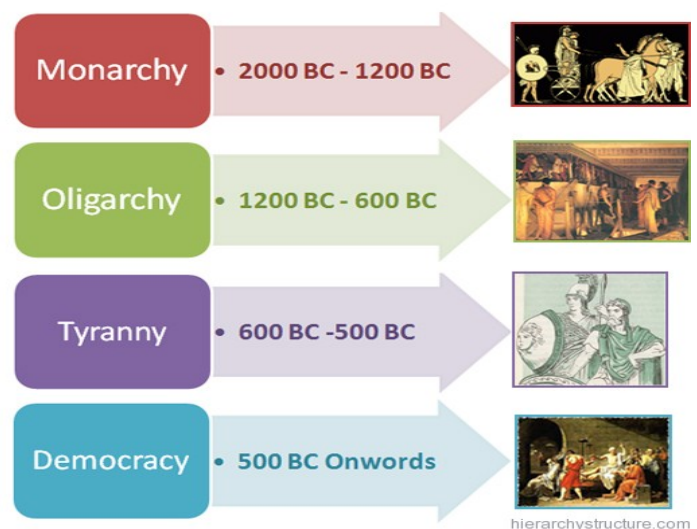 Monarchy
• 2000 BC - 1200 BC
Oligarchy
• 1200 BC - 600 BC
Tyranny
• 600 BC -500 BC
Democracy
• 500 BC Onwords
hierarchystructure.com